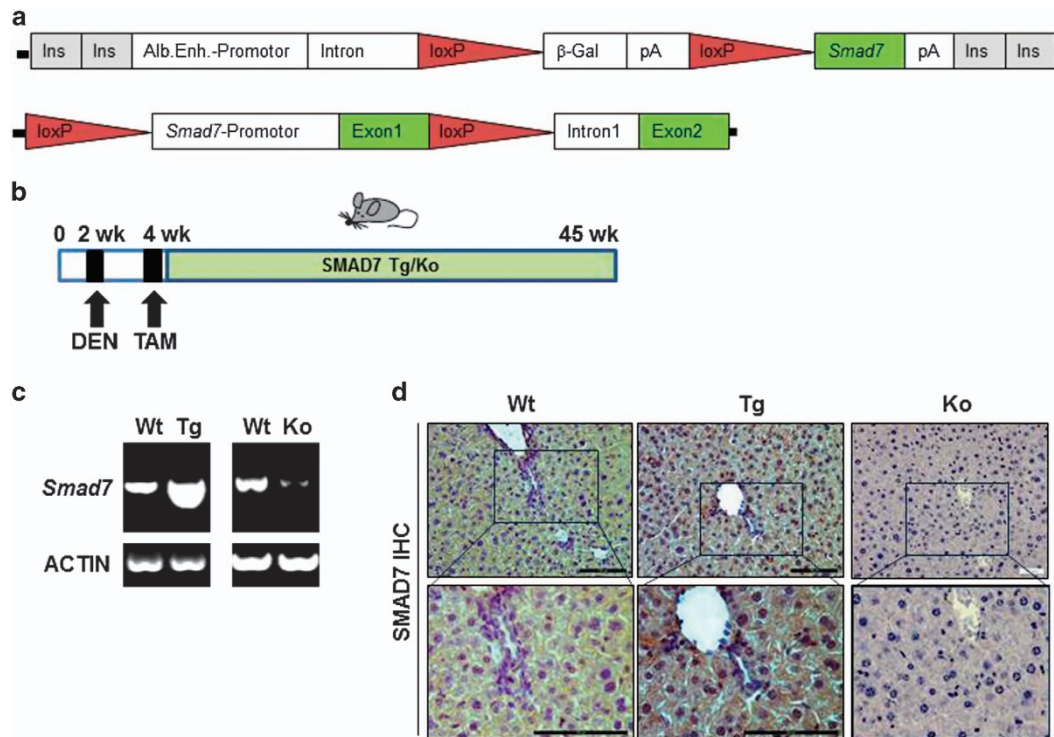 a
Ins Ins Alb.Enh.-Promotor Intron loxP β-Gal pA loxP Smad7 pA Ins Ins
loxP Smad7-Promotor Exon1 loxP Intron1 Exon2
b
0 2 wk 4 wk 45 wk
SMAD7 Tg/Ko
DEN TAM
c
Wt Tg Wt Ko
Smad7
ACTIN
d
Wt Tg Ko
SMAD7 IHC